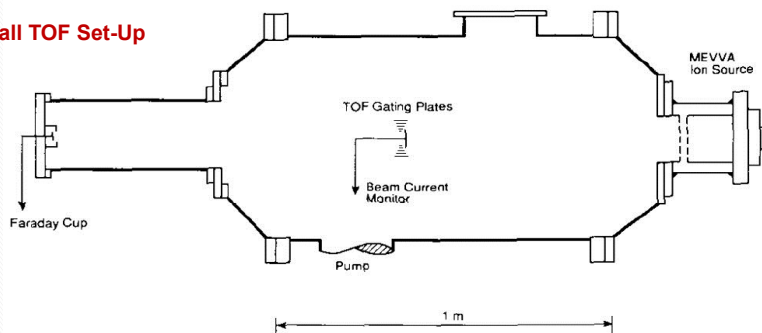 all TOF Set-Up
MEVVA
Ion Source
TOF Gating Plates
Beam Current
Monitor
Faraday Cup
Pump
1 m